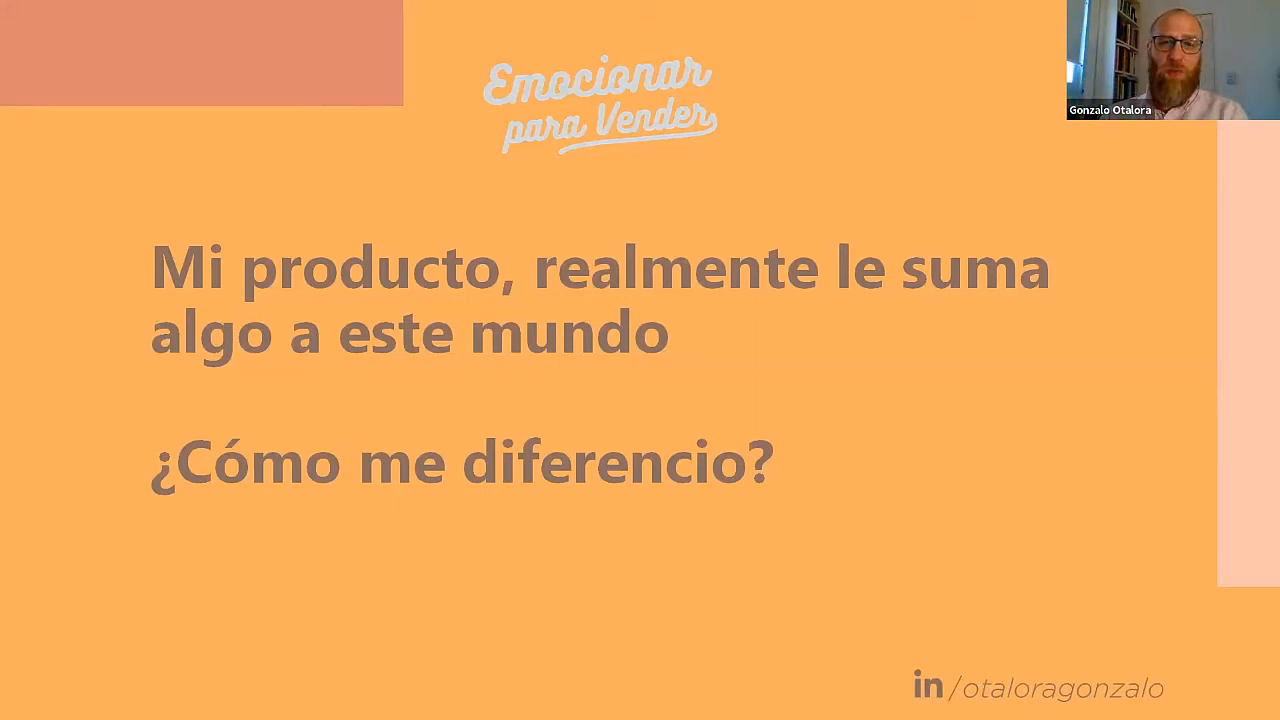 Emocionar
para Vender
Gonzalo Otalora
Mi producto, realmente le suma
algo a este mundo
¿Cómo me diferencio?
in/otaloragonzalo